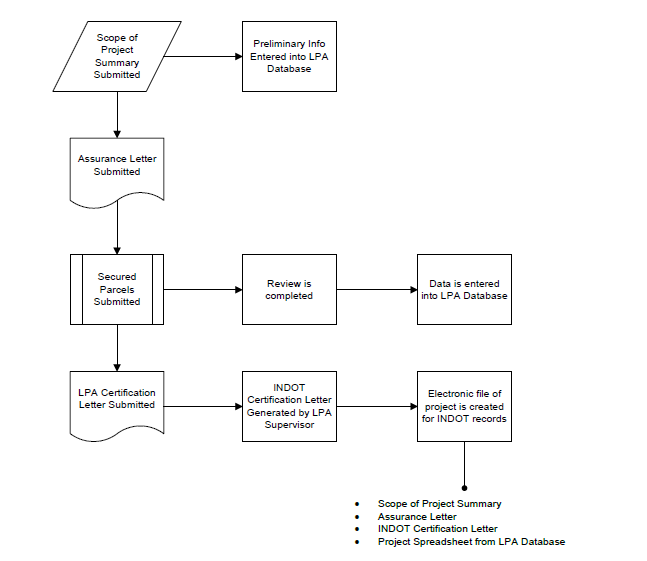 Scope of
Project
Summary
Submitted
Preliminary Info
Entered into LPA
Database
Assurance Letter
Submitted
Secured
Parcels
Submitted
Review is
completed
Data is entered
into LPA Database
LPA Certification
Letter Submitted
INDOT
Certification Letter
Generated by LPA
Supervisor
Electronic file of
project is created
for INDOT records
• Scope of Project Summary
• Assurance Letter
• INDOT Certification Letter
• Project Spreadsheet from LPA Database